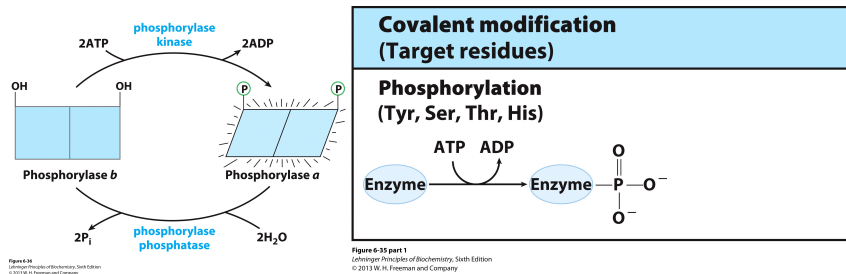 phosphorylase
kinase
2ATP
2ADP
OH
OH
P
P
Phosphorylase b
Phosphorylase a
2Pi
phosphorylase
phosphatase
2H2O
Figure 6-36
Lehninger Principles of Biochemistry, Sixth Edition
© 2013 W. H. Freeman and Company
Covalent modification
(Target residues)
Phosphorylation
(Tyr, Ser, Thr, His)
ATP ADP
O
Enzyme
Enzyme
P
O−
O−
Figure 6-35 part 1
Lehninger Principles of Biochemistry, Sixth Edition
© 2013 W. H. Freeman and Company